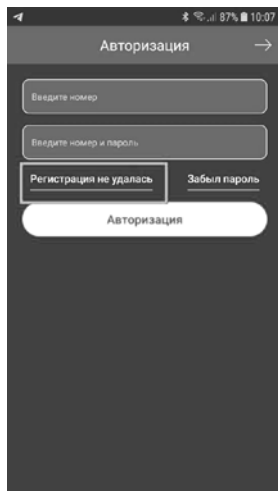 87% 10:07
Авторизация
Введите номер
Введите номер и пароль
Регистрация не удалась Забыл пароль
Авторизация